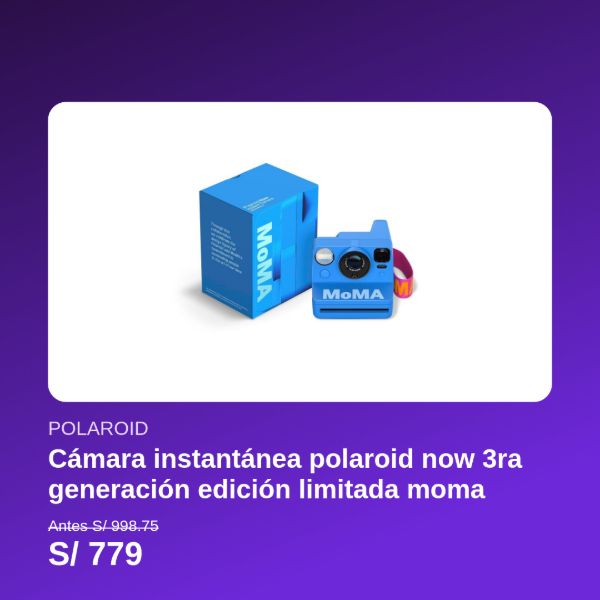 MoMA
MoMA
POLAROID
Cámara instantánea polaroid now 3ra
generación edición limitada moma
Antes S/ 998.75
S/ 779